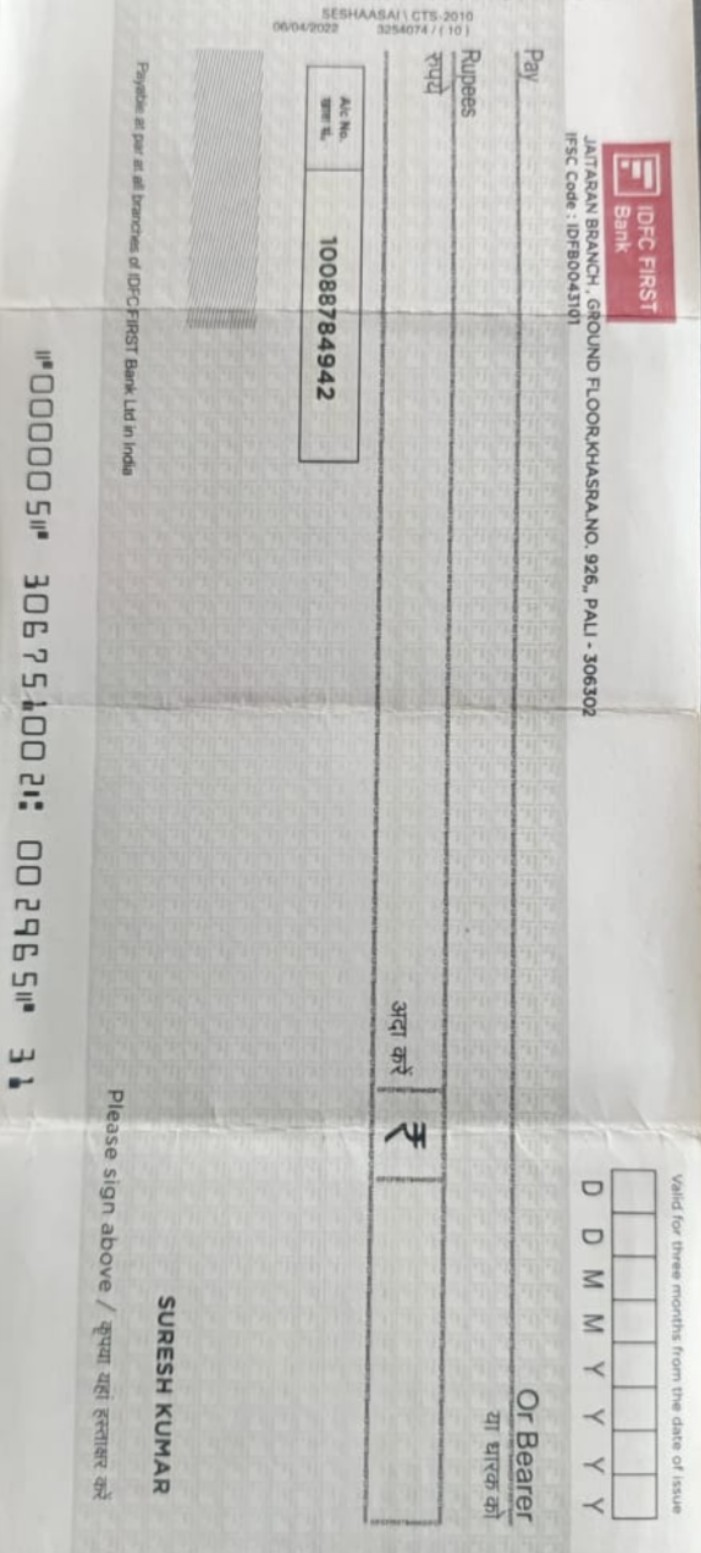 IDFC FIRST
Bank
JAITARAN BRANCH , GROUND FLOOR,KHASRA.NO. 926,, PALI - 306302
IFSC Code : IDFB0043101
Valid for three months from the date of issue
D D M M Y Y Y Y
Pay
Or Bearer
या धारक को
Rupees
रुपये
अदा करें
₹
A/c No.
खाता सं.
10088784942
SESHAASAI \ CTS-2010
06/04/2022 3254074 / ( 10 )
SURESH KUMAR
Payable at par at all branches of IDFC FIRST Bank Ltd in India
Please sign above / कृपया यहां हस्ताक्षर करें
⑈000005⑈ 306751002⑆ 002965⑈ 31